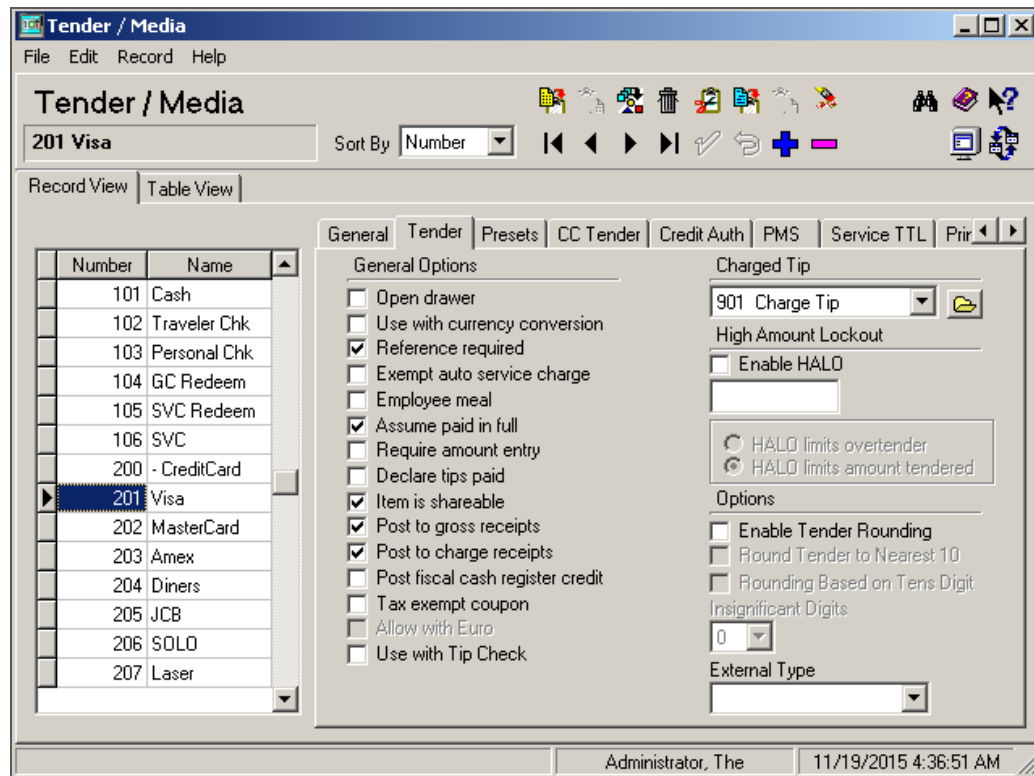 Tender / Media
File Edit Record Help
Tender / Media
201 Visa
Sort By Number
Record View Table View
General Tender Presets CC Tender Credit Auth PMS Service TTL Prir
Number Name
101 Cash
102 Traveler Chk
103 Personal Chk
104 GC Redeem
105 SVC Redeem
106 SVC
200 - CreditCard
201 Visa
202 MasterCard
203 Amex
204 Diners
205 JCB
206 SOLO
207 Laser
General Options
Open drawer
Use with currency conversion
Reference required
Exempt auto service charge
Employee meal
Assume paid in full
Require amount entry
Declare tips paid
Item is shareable
Post to gross receipts
Post to charge receipts
Post fiscal cash register credit
Tax exempt coupon
Allow with Euro
Use with Tip Check
Charged Tip
901 Charge Tip
High Amount Lockout
Enable HALO
HALO limits overtender
HALO limits amount tendered
Options
Enable Tender Rounding
Round Tender to Nearest 10
Rounding Based on Tens Digit
Insignificant Digits
0
External Type
Administrator, The 11/19/2015 4:36:51 AM